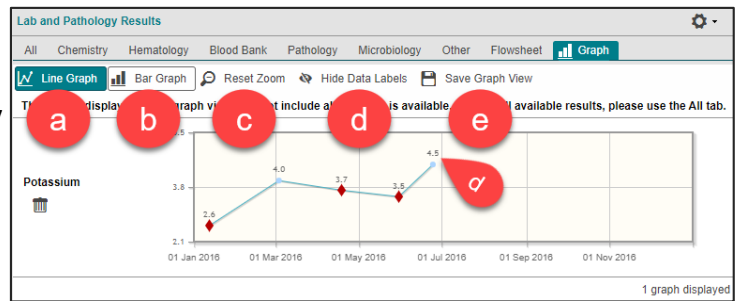 Lab and Pathology Results
All Chemistry Hematology Blood Bank Pathology Microbiology Other Flowsheet Graph
Line Graph Bar Graph Reset Zoom Hide Data Labels Save Graph View
a b c d e
display graph include is available. available results, please use the All tab.
4.5
α
4.0
3.8
3.7
3.5
Potassium
2.6
2.1
01 Jan 2016 01 Mar 2016 01 May 2016 01 Jul 2016 01 Sep 2016 01 Nov 2016
1 graph displayed